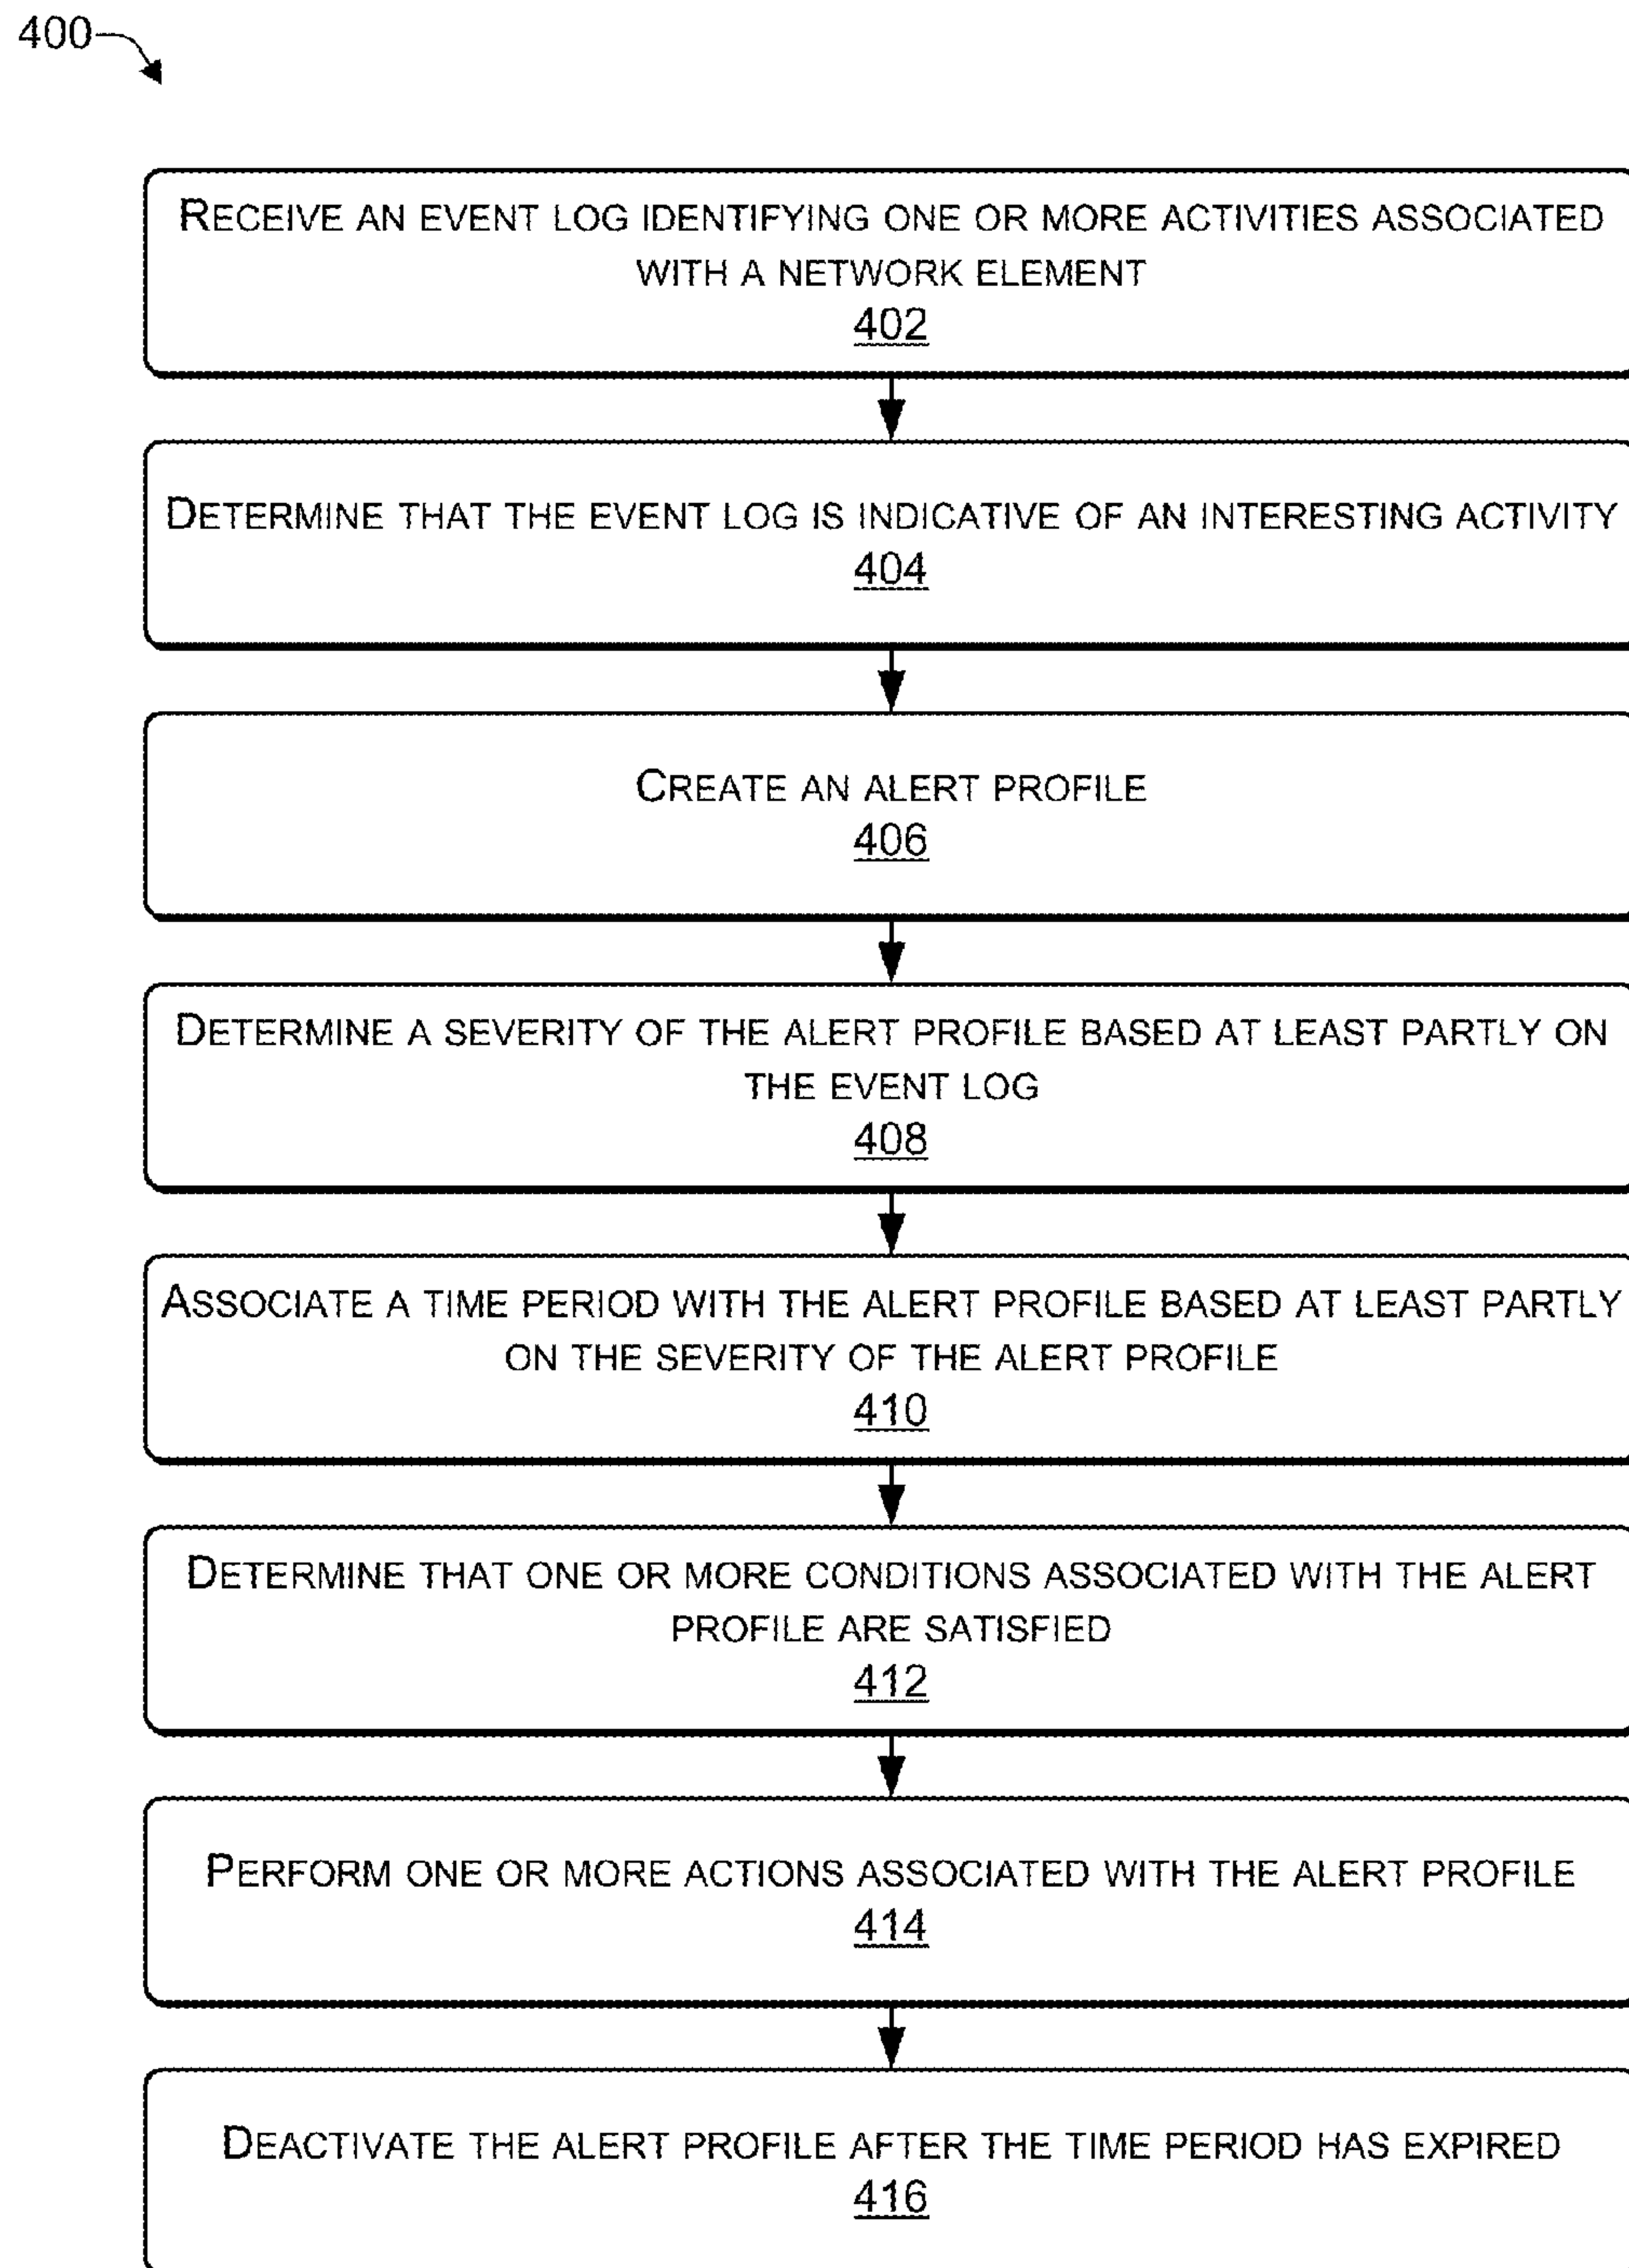 400
RECEIVE AN EVENT LOG IDENTIFYING ONE OR MORE ACTIVITIES ASSOCIATED
WITH A NETWORK ELEMENT
402
DETERMINE THAT THE EVENT LOG IS INDICATIVE OF AN INTERESTING ACTIVITY
404
CREATE AN ALERT PROFILE
406
DETERMINE A SEVERITY OF THE ALERT PROFILE BASED AT LEAST PARTLY ON
THE EVENT LOG
408
ASSOCIATE A TIME PERIOD WITH THE ALERT PROFILE BASED AT LEAST PARTLY
ON THE SEVERITY OF THE ALERT PROFILE
410
DETERMINE THAT ONE OR MORE CONDITIONS ASSOCIATED WITH THE ALERT
PROFILE ARE SATISFIED
412
PERFORM ONE OR MORE ACTIONS ASSOCIATED WITH THE ALERT PROFILE
414
DEACTIVATE THE ALERT PROFILE AFTER THE TIME PERIOD HAS EXPIRED
416